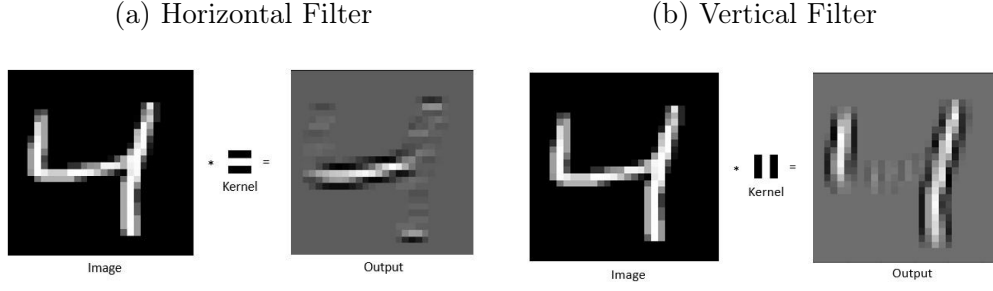 (a) Horizontal Filter
(b) Vertical Filter
* =
Kernel
Image
Output
* =
Kernel
Image
Output